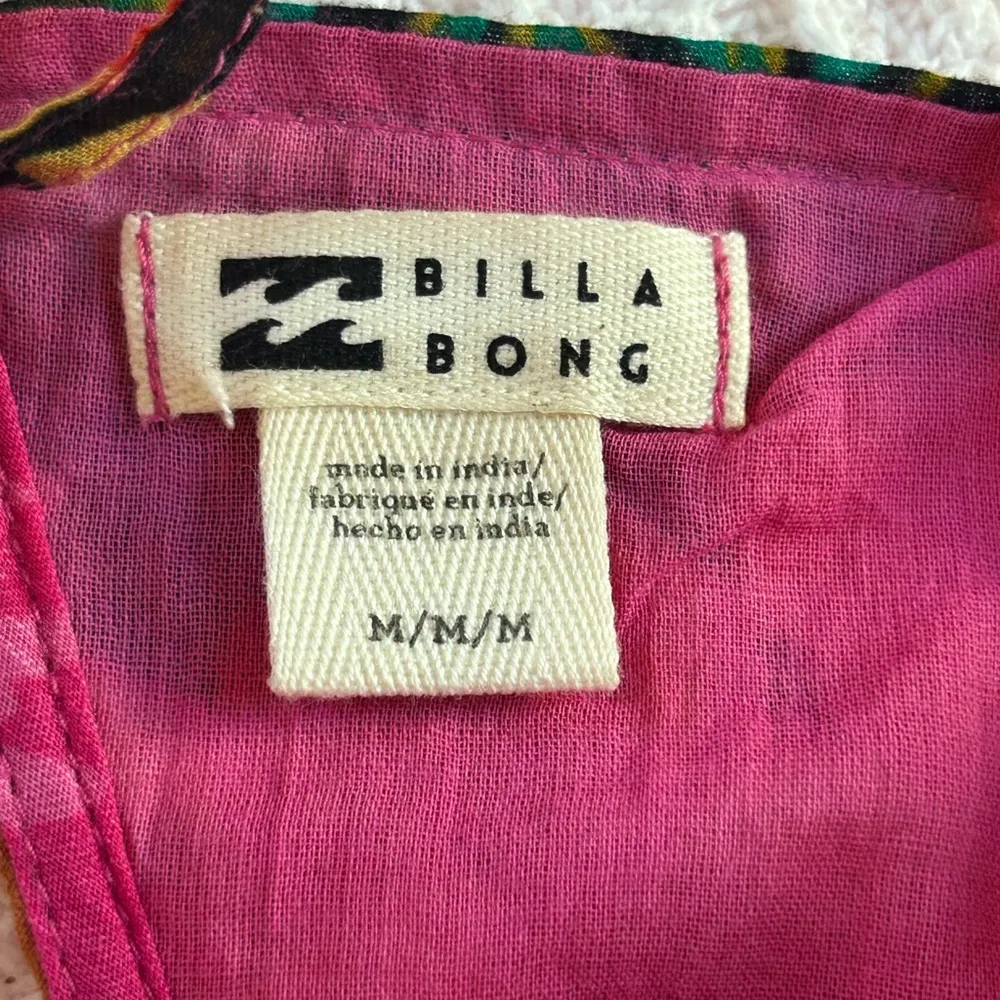 BILLA
BONG
made in india/
fabriqué en inde/
hecho en india
M/M/M